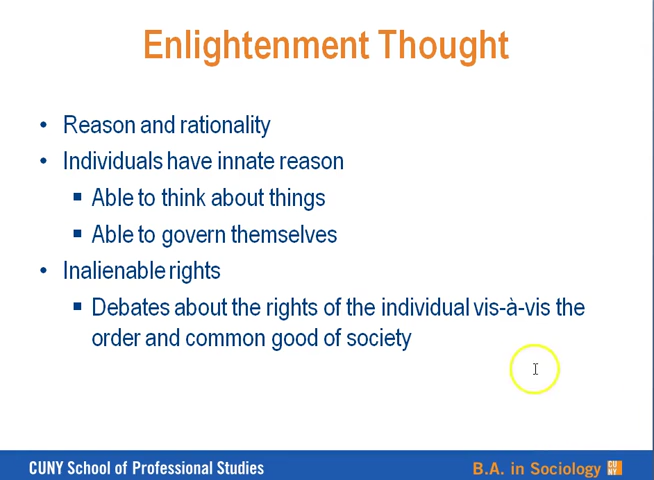 Enlightenment Thought
• Reason and rationality
• Individuals have innate reason
▪ Able to think about things
▪ Able to govern themselves
• Inalienable rights
▪ Debates about the rights of the individual vis-à-vis the
order and common good of society
CUNY School of Professional Studies
B.A. in Sociology CU
NY